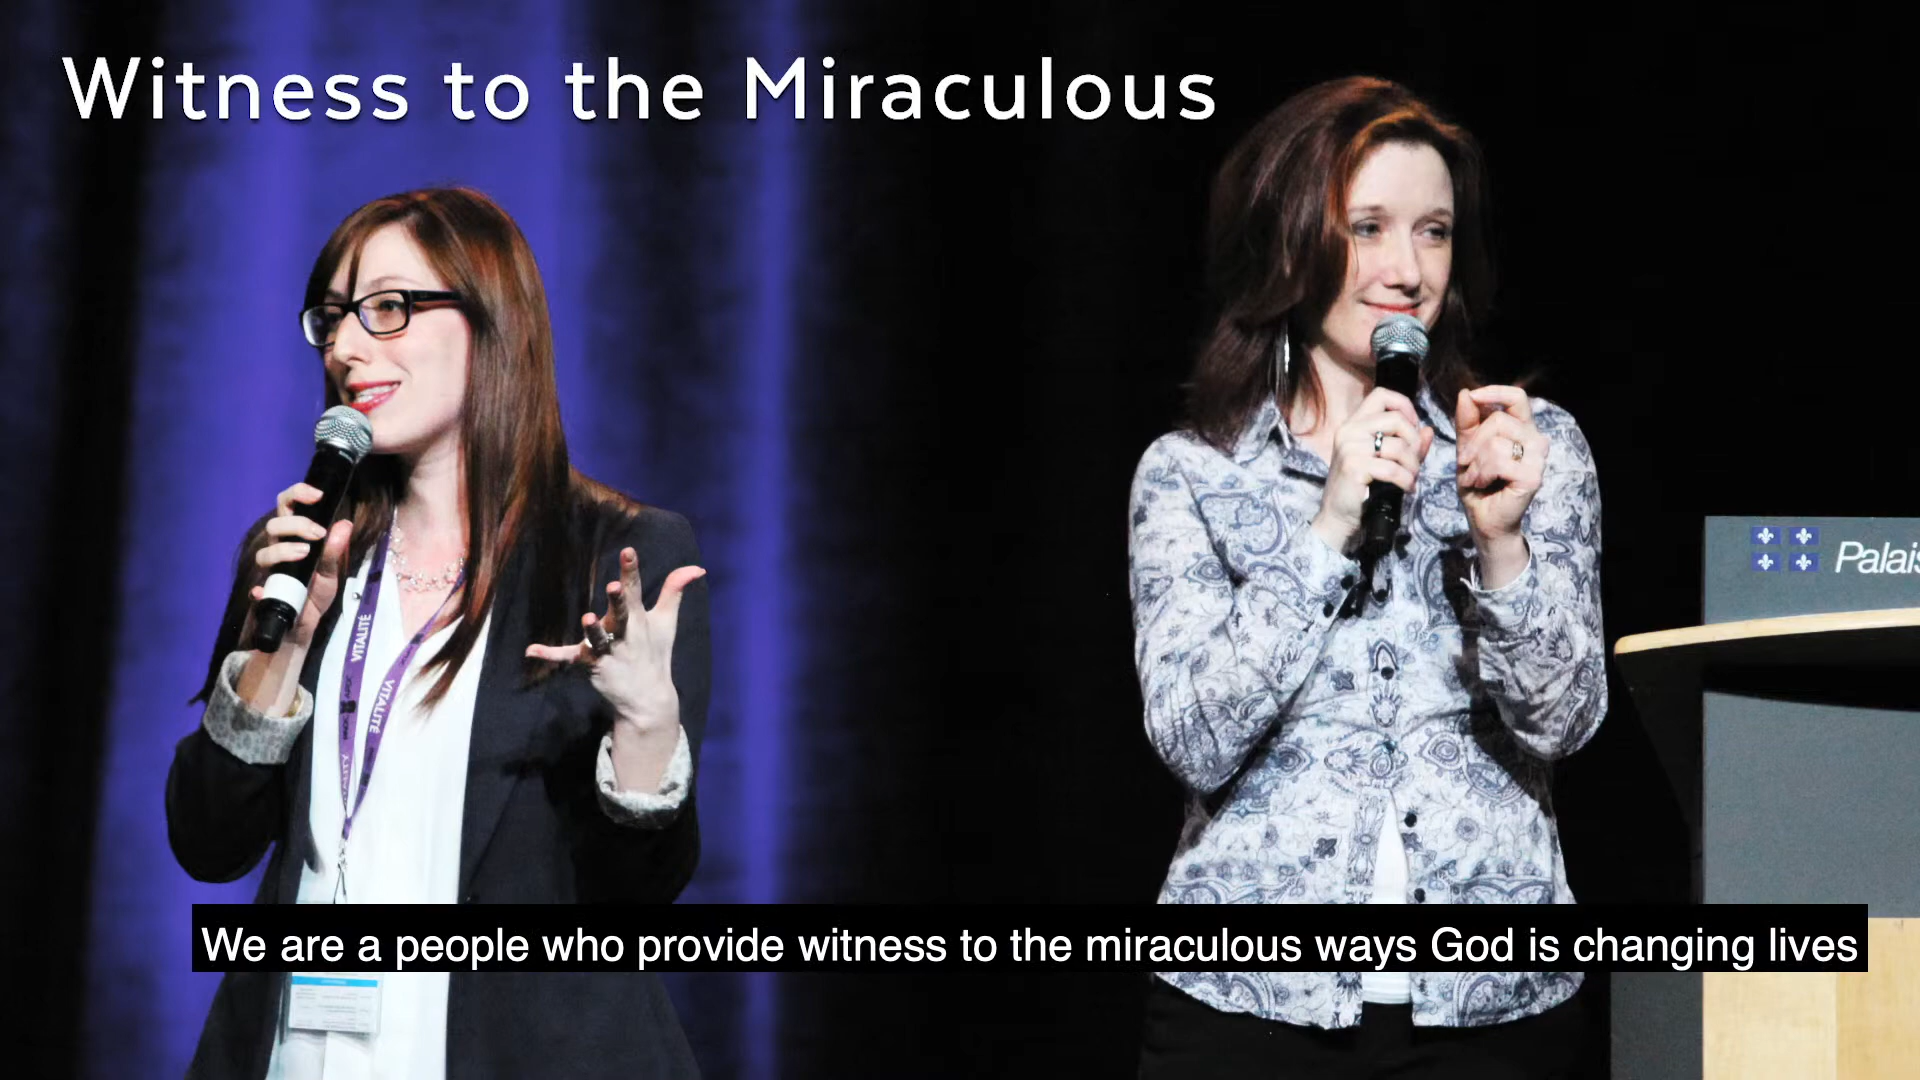 Witness to the Miraculous
Palais
VITALITÉ
VITALITÉ
We are a people who provide witness to the miraculous ways God is changing lives